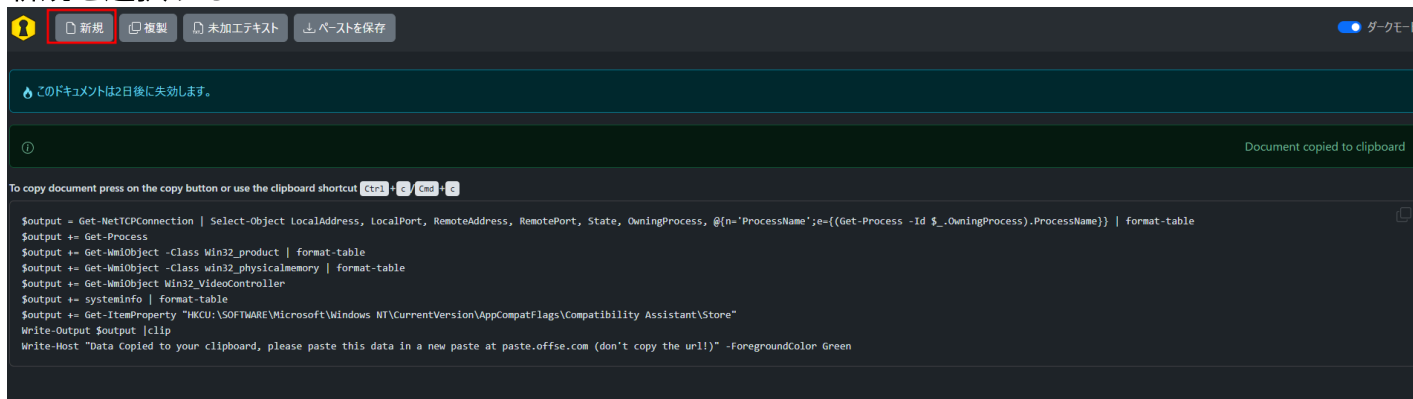 新規
複製
未加工テキスト
ペーストを保存
ダークモード
このドキュメントは2日後に失効します。
Document copied to clipboard
To copy document press on the copy button or use the clipboard shortcut Ctrl + c / Cmd + c
$output = Get-NetTCPConnection | Select-Object LocalAddress, LocalPort, RemoteAddress, RemotePort, State, OwningProcess, @{n='ProcessName';e={(Get-Process -Id $_.OwningProcess).ProcessName}} | format-table
$output += Get-Process
$output += Get-WmiObject -Class Win32_product | format-table
$output += Get-WmiObject -Class win32_physicalmemory | format-table
$output += Get-WmiObject Win32_VideoController
$output += systeminfo | format-table
$output += Get-ItemProperty "HKCU:\SOFTWARE\Microsoft\Windows NT\CurrentVersion\AppCompatFlags\Compatibility Assistant\Store"
Write-Output $output |clip
Write-Host "Data Copied to your clipboard, please paste this data in a new paste at paste.offse.com (don't copy the url!)" -ForegroundColor Green